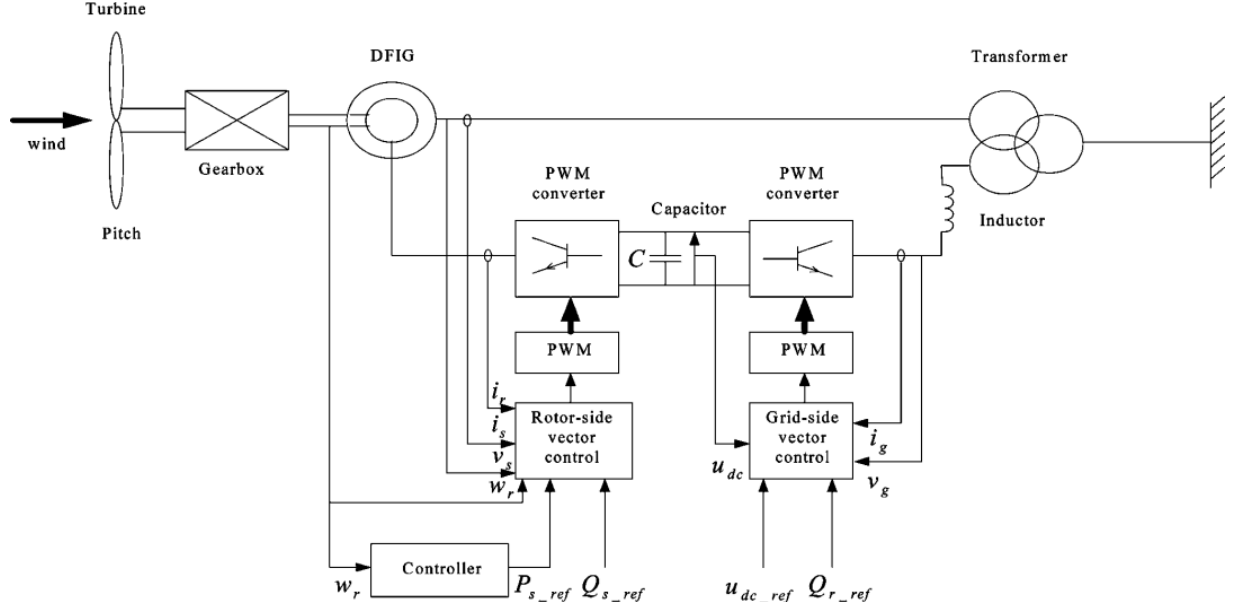 Turbine
DFIG
Transformer
wind
Gearbox
PWM
converter
PWM
converter
Capacitor
Pitch
Inductor
C
PWM
PWM
i_r
i_s
v_s
w_r
Rotor-side
vector
control
u_dc
Grid-side
vector
control
i_g
v_g
w_r
Controller
P_s_ref
Q_s_ref
u_dc_ref
Q_r_ref